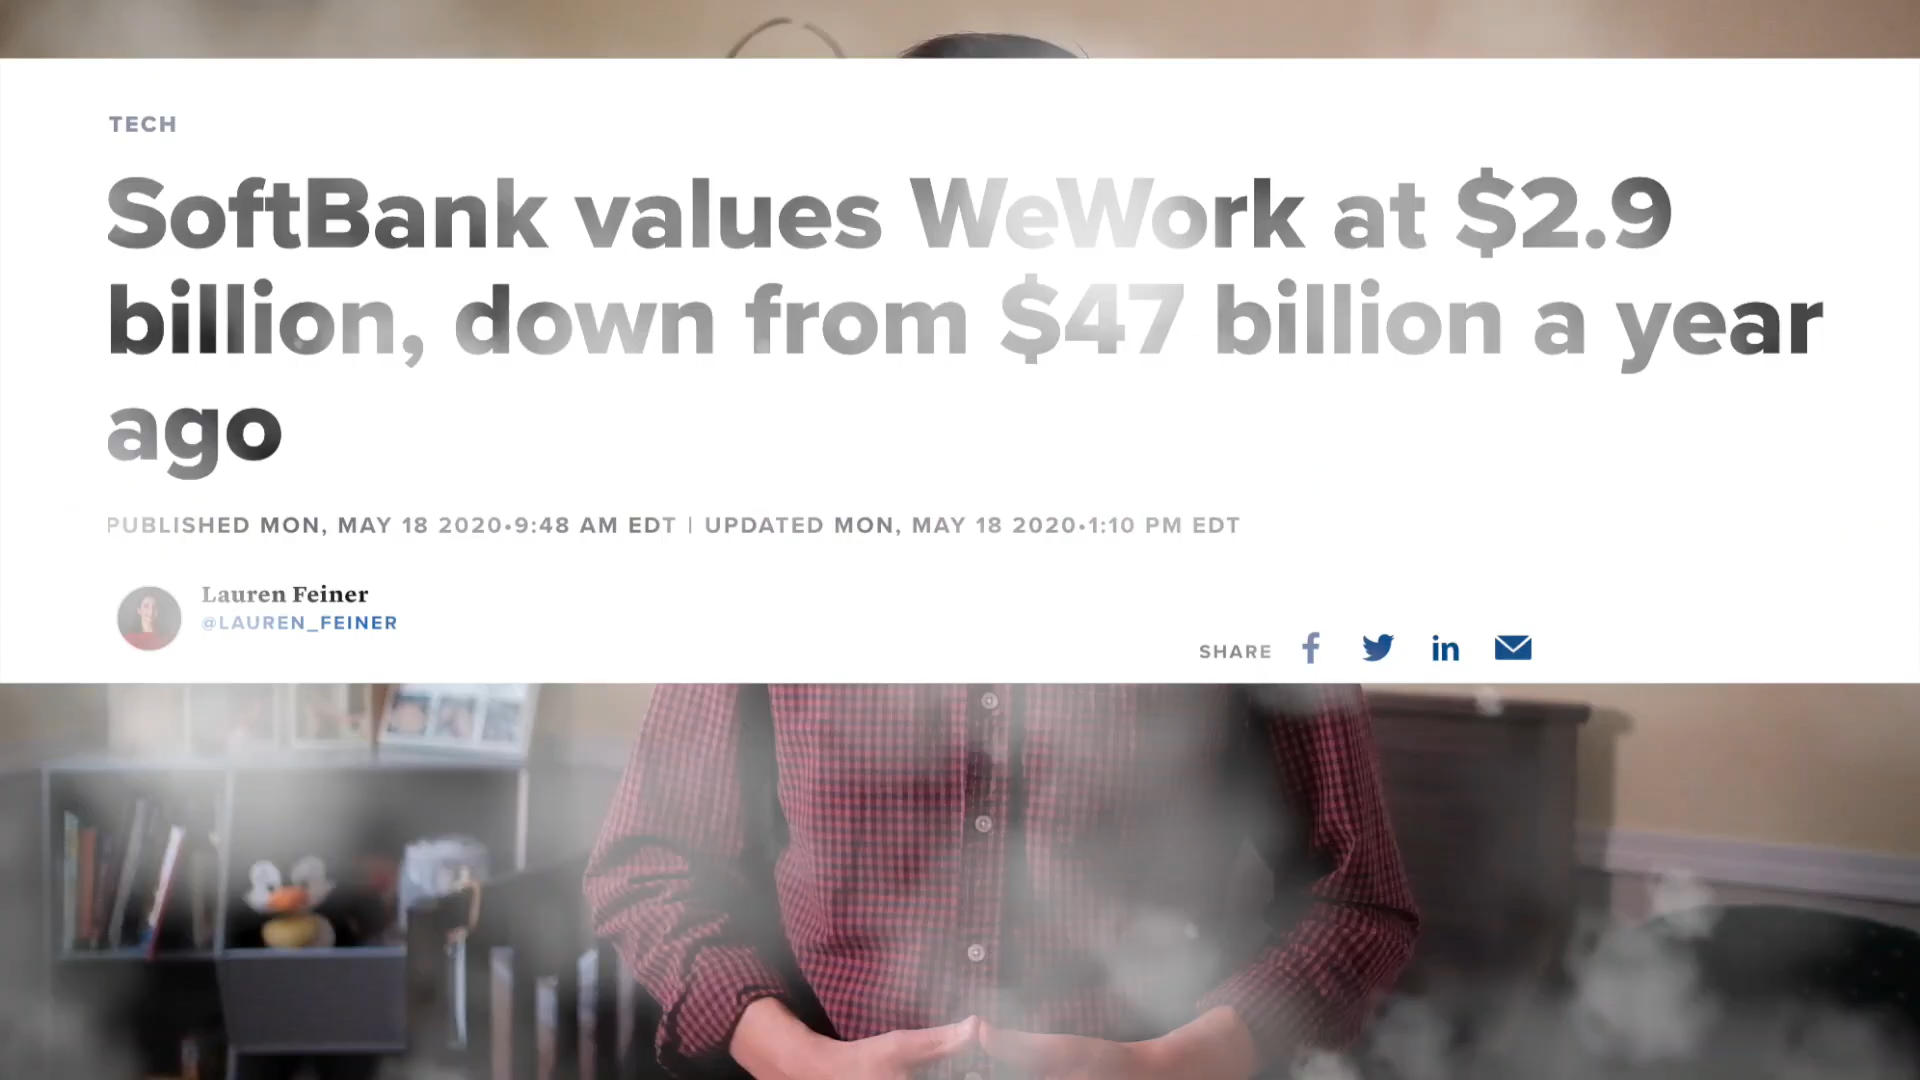 TECH
SoftBank values WeWork at $2.9
billion, down from $47 billion a year
ago
PUBLISHED MON, MAY 18 2020•9:48 AM EDT | UPDATED MON, MAY 18 2020•1:10 PM EDT
Lauren Feiner
@LAUREN_FEINER
SHARE f in